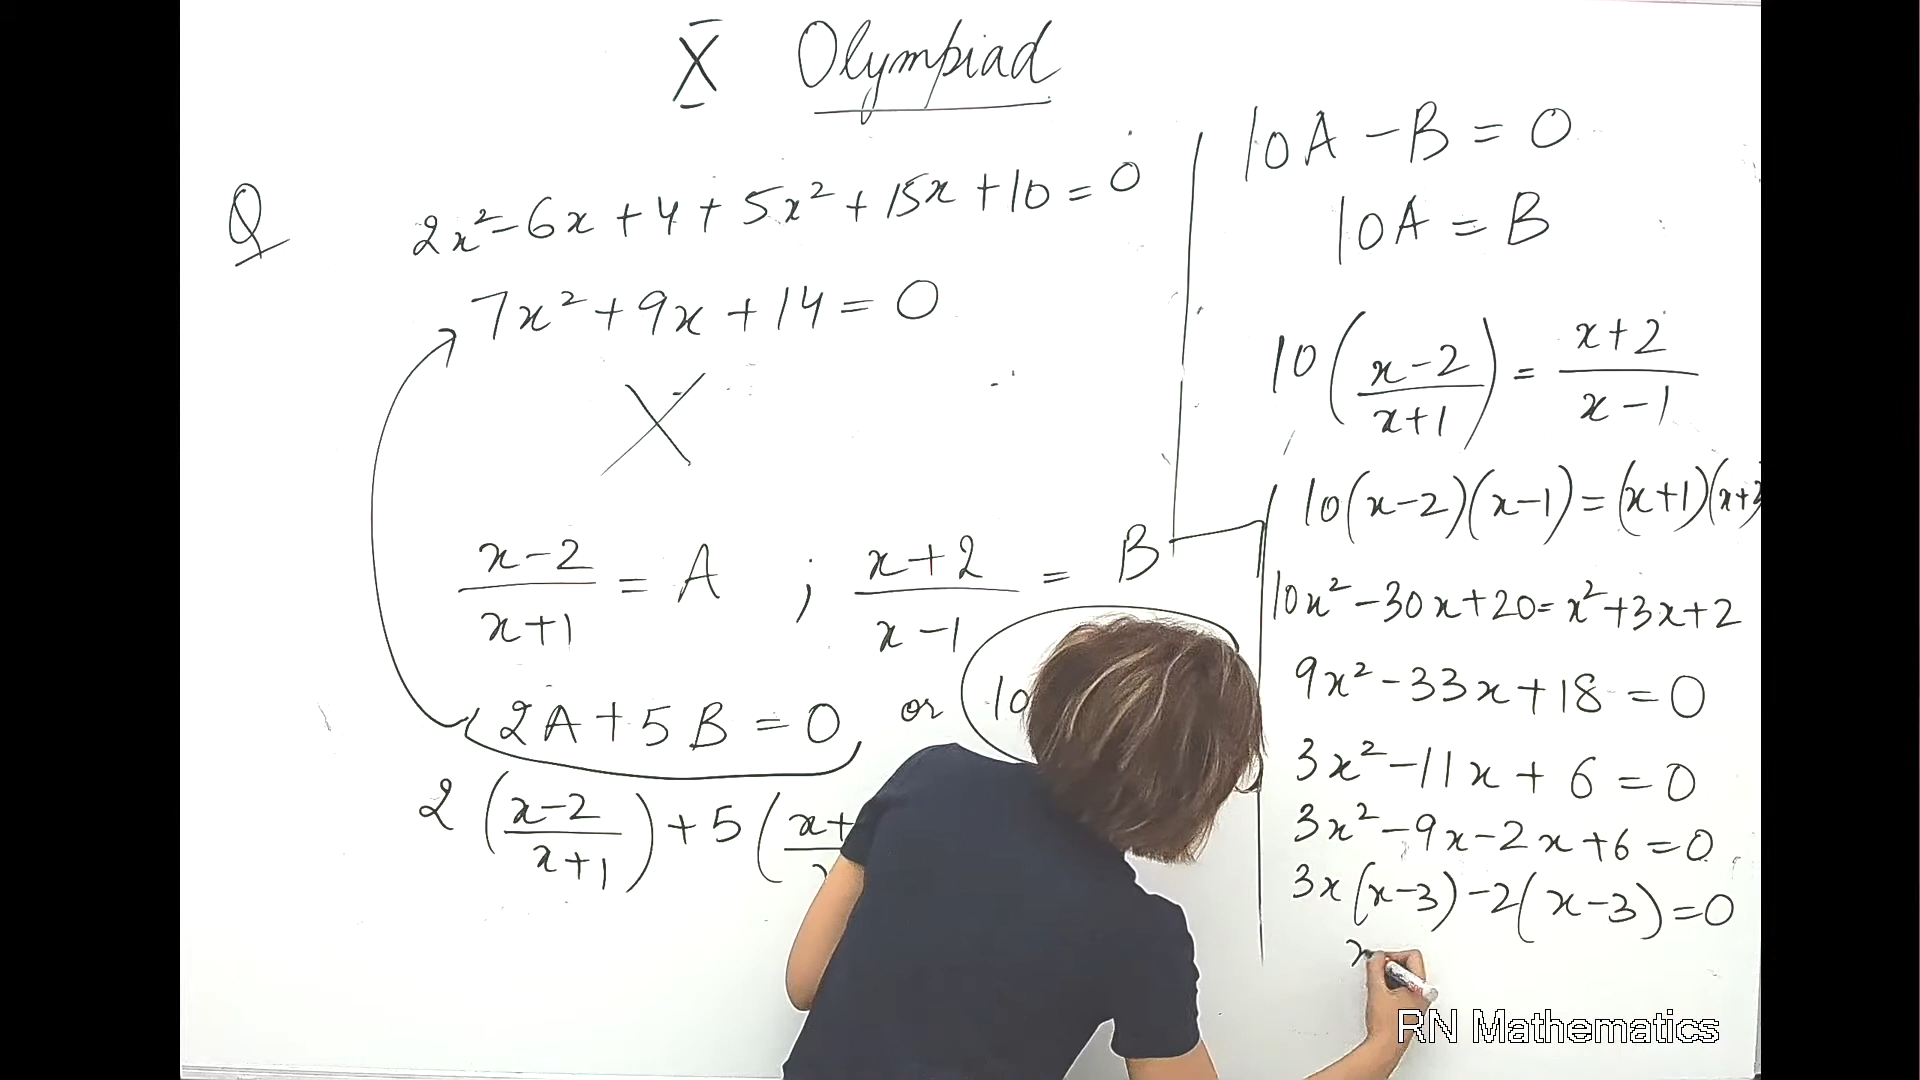 X Olympiad
Q 2x² - 6x + 4 + 5x² + 15x + 10 = 0
7x² + 9x + 14 = 0
X
x-2/x+1 = A ; x+2/x-1 = B
2A + 5B = 0 or 10
2(x-2/x+1) + 5(x+
10A - B = 0
10A = B
10(x-2/x+1) = x+2/x-1
10(x-2)(x-1) = (x+1)(x+2
10x² - 30x + 20 = x² + 3x + 2
9x² - 33x + 18 = 0
3x² - 11x + 6 = 0
3x² - 9x - 2x + 6 = 0
3x(x-3) - 2(x-3) = 0
x
RN Mathematics